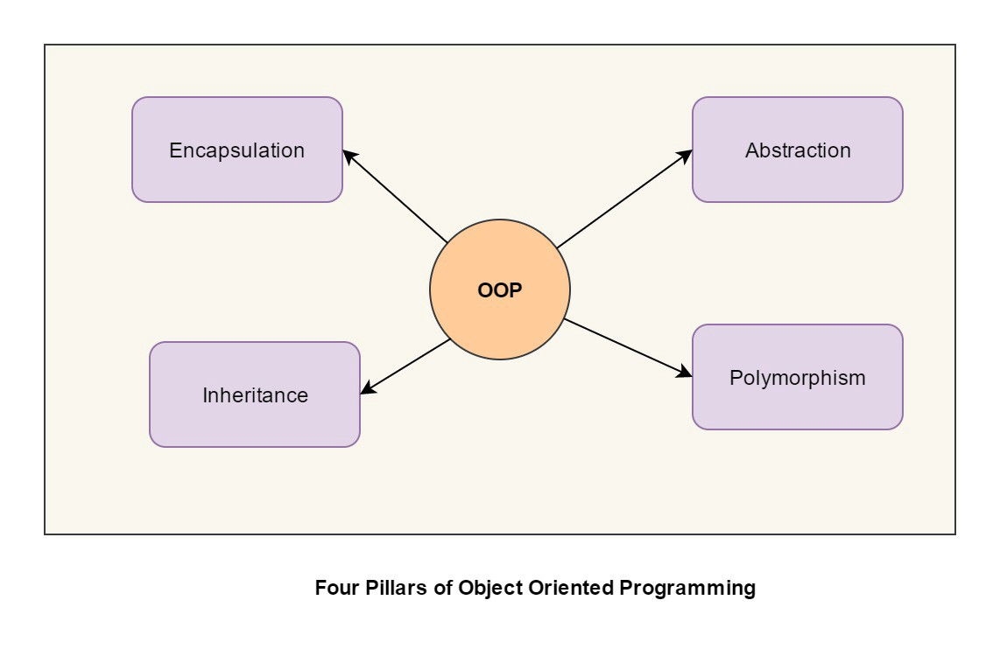 Encapsulation
Abstraction
OOP
Inheritance
Polymorphism
Four Pillars of Object Oriented Programming